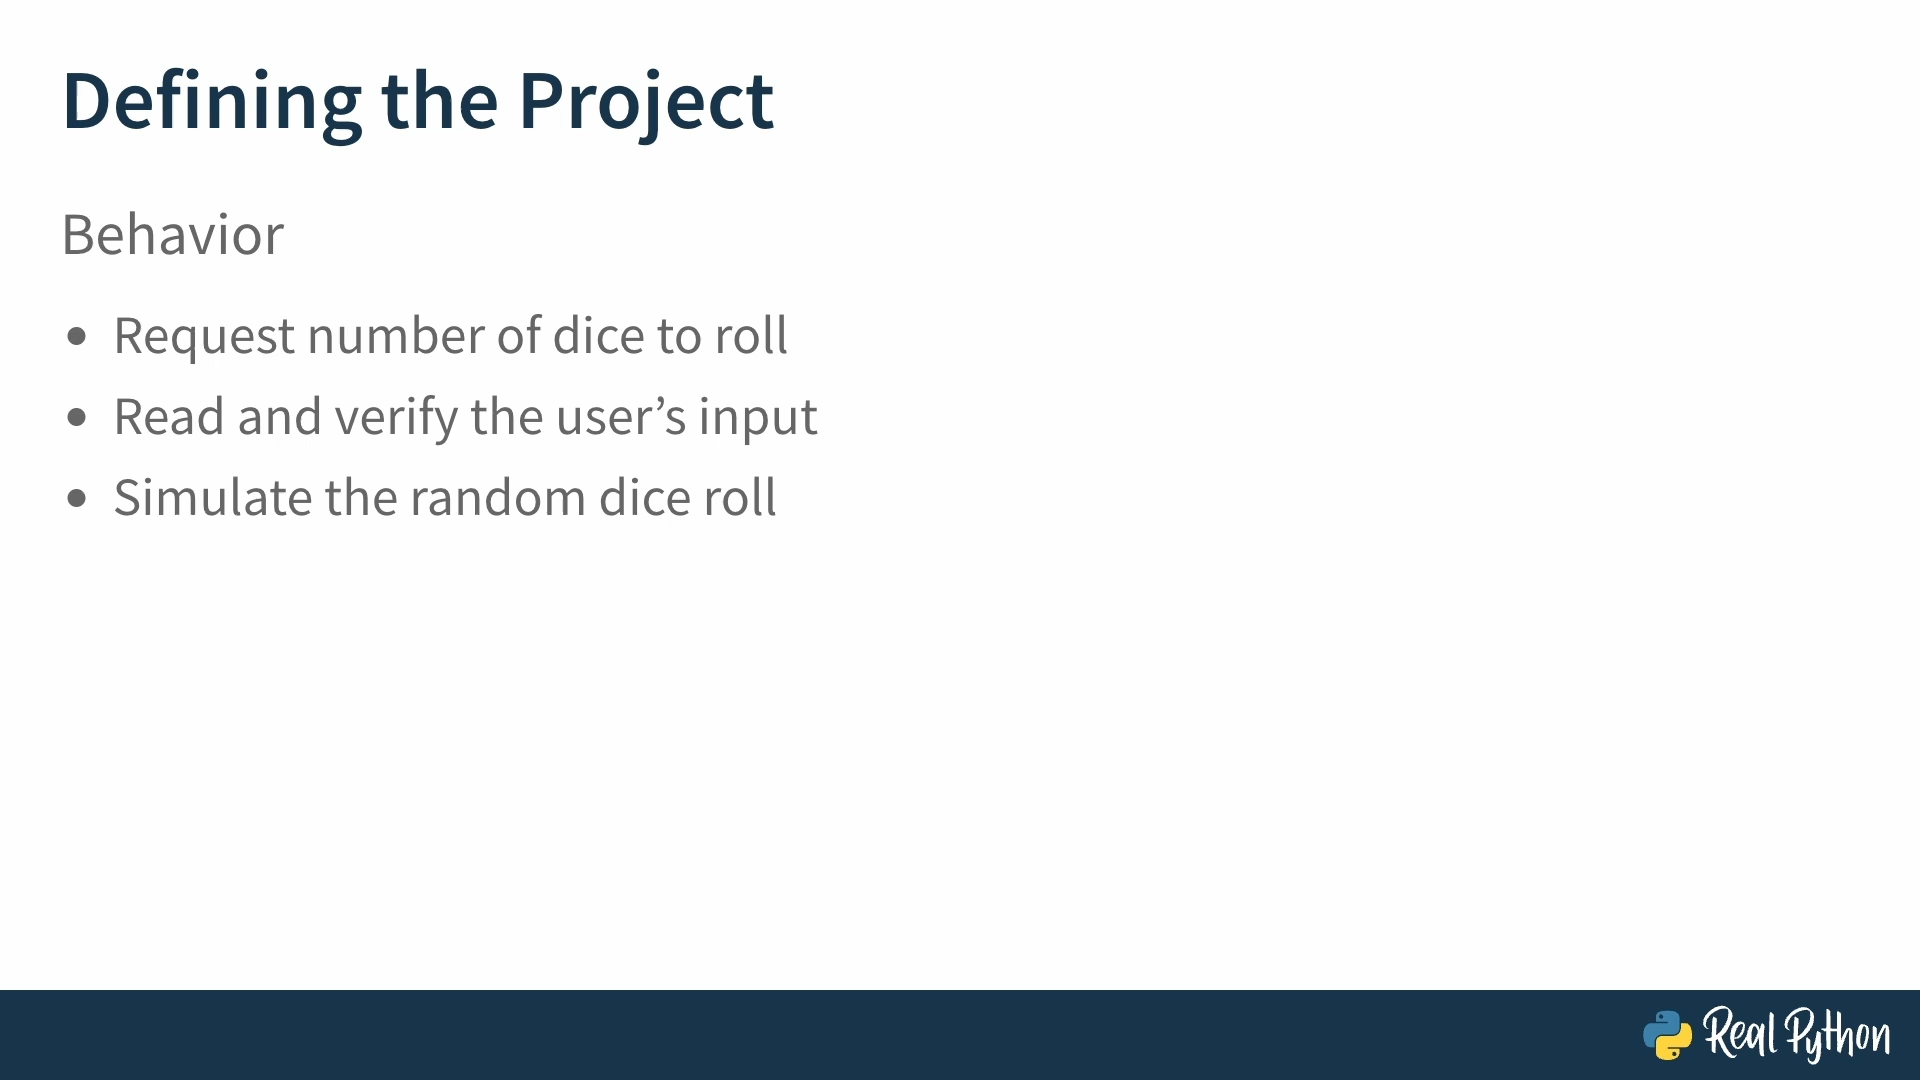 Defining the Project
Behavior
• Request number of dice to roll
• Read and verify the user’s input
• Simulate the random dice roll
Real Python